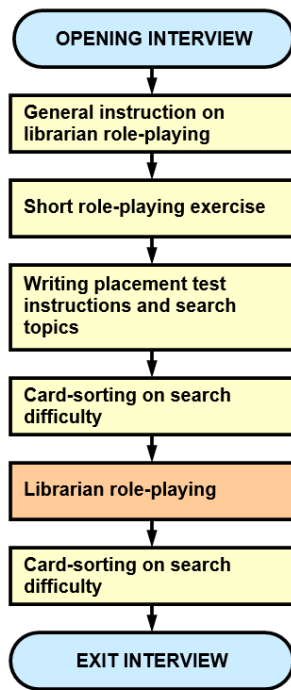 OPENING INTERVIEW
General instruction on
librarian role-playing
Short role-playing exercise
Writing placement test
instructions and search
topics
Card-sorting on search
difficulty
Librarian role-playing
Card-sorting on search
difficulty
EXIT INTERVIEW